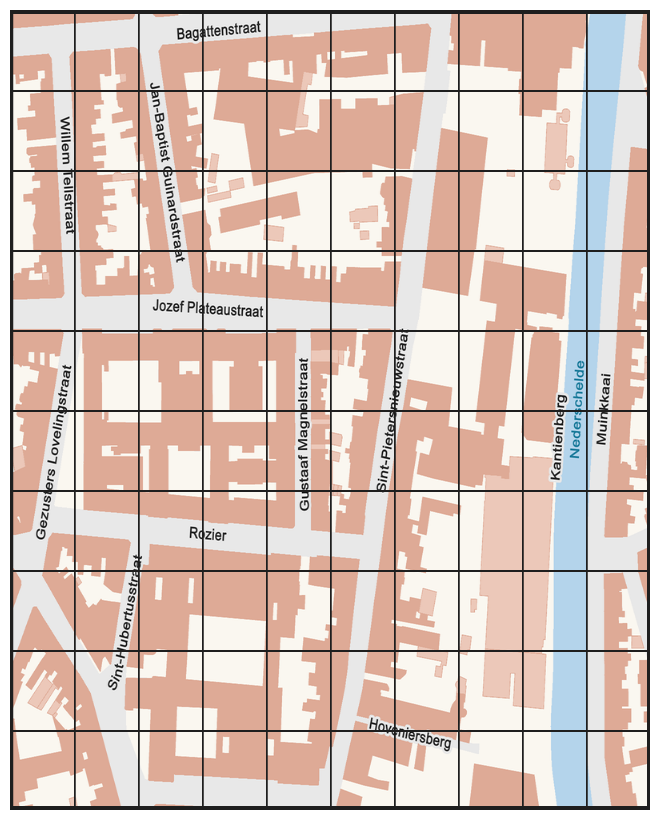 Bagattenstraat
Willem Tellstraat
Jan-Baptist Guinardstraat
Jozef Plateaustraat
Gezusters Lovelingstraat
Gustaaf Magnelstraat
Sint-Pietersnieuwstraat
Kantienberg
Nederschelde
Muinkkaai
Rozier
Sint-Hubertusstraat
Hoveniersberg